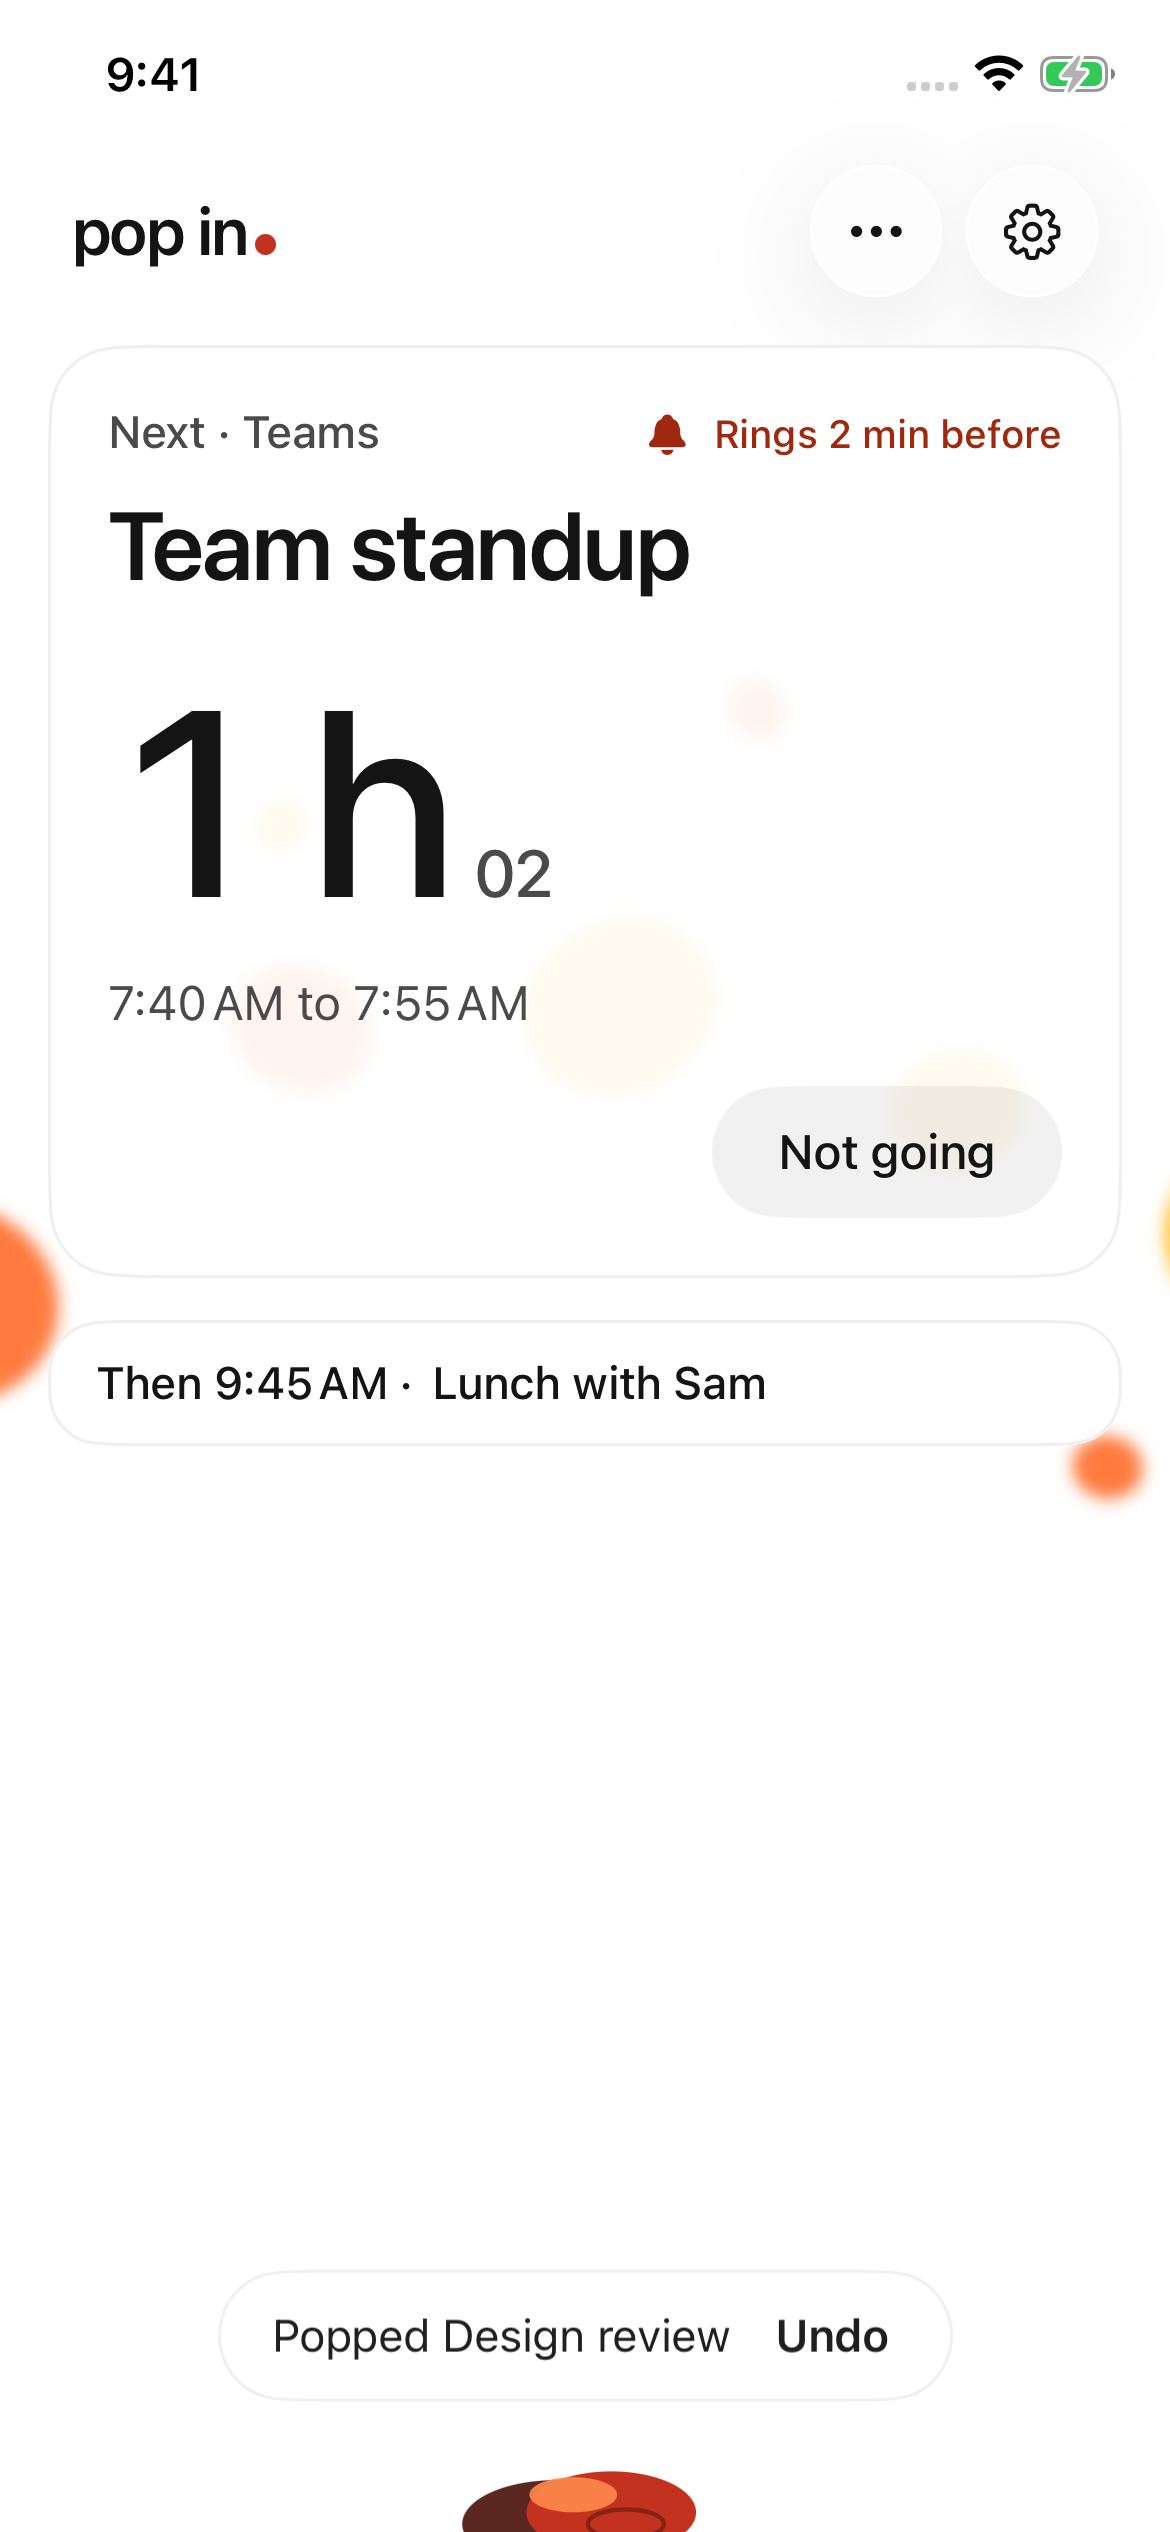 9:41
pop in.
Next · Teams
Rings 2 min before
Team standup
1 h 02
7:40 AM to 7:55 AM
Not going
Then 9:45 AM · Lunch with Sam
Popped Design review Undo